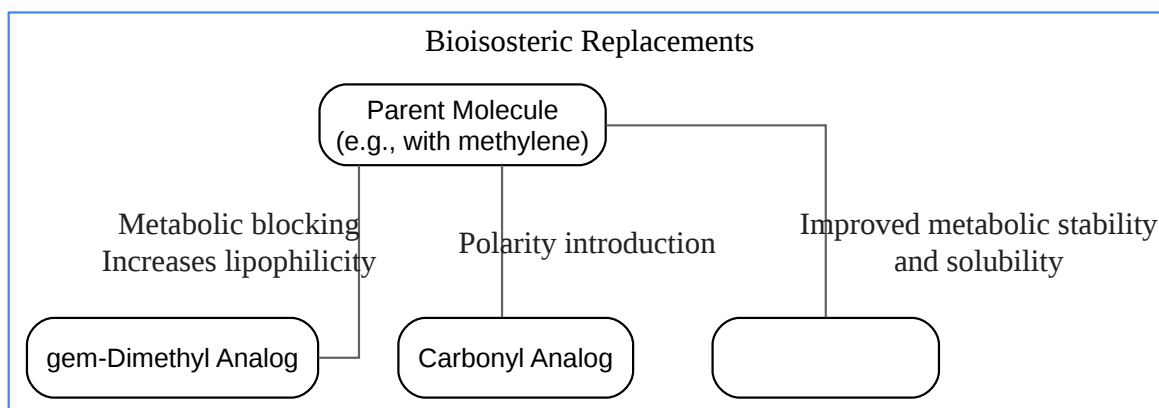 Bioisosteric Replacements
Parent Molecule
(e.g., with methylene)
Metabolic blocking
Increases lipophilicity
Polarity introduction
Improved metabolic stability
and solubility
gem-Dimethyl Analog
Carbonyl Analog